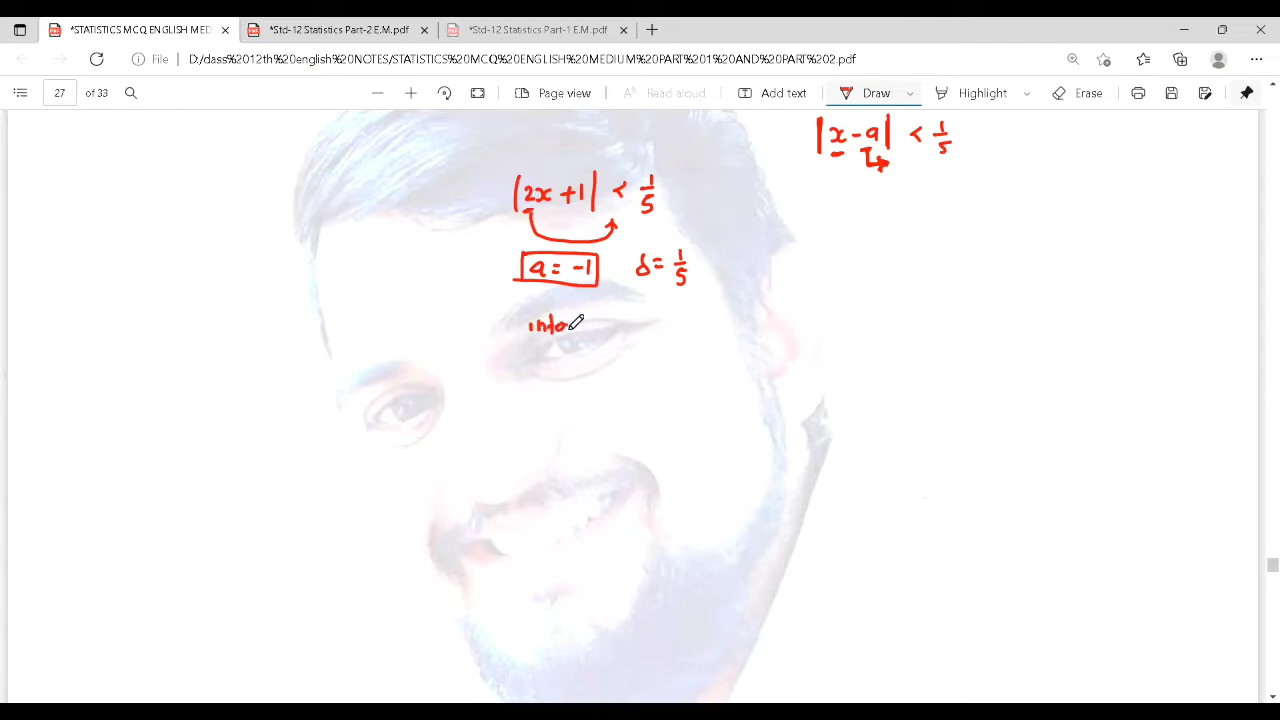 *STATISTICS MCQ ENGLISH MED
*Std-12 Statistics Part-2 E.M.pdf
*Std-12 Statistics Part-1 E.M.pdf
File
D:/class%2012th%20english%20NOTES/STATISTICS%20MCQ%20ENGLISH%20MEDIUM%20PART%201%20AND%20PART%202.pdf
27 of 33
Page view
Read aloud
Add text
Draw
Highlight
Erase
|x - a| < 1/5
|2x + 1| < 1/5
a = -1 δ = 1/5